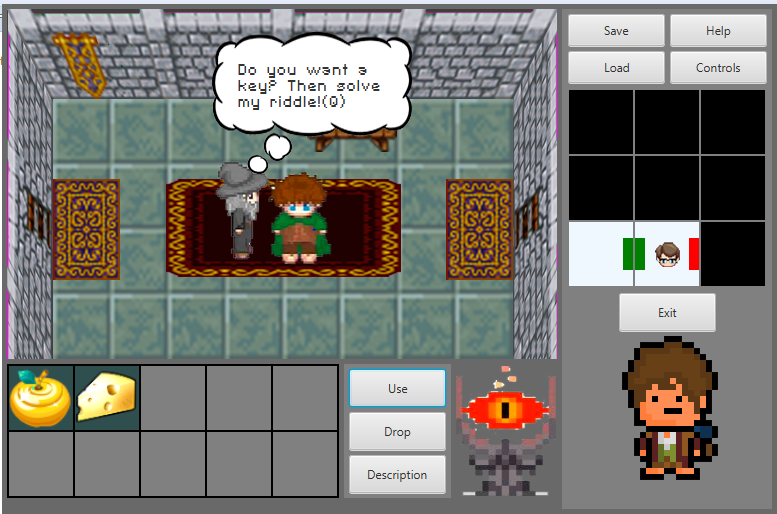 Do you want a
key? Then solve
my riddle!(Q)
Save
Help
Load
Controls
Exit
Use
Drop
Description